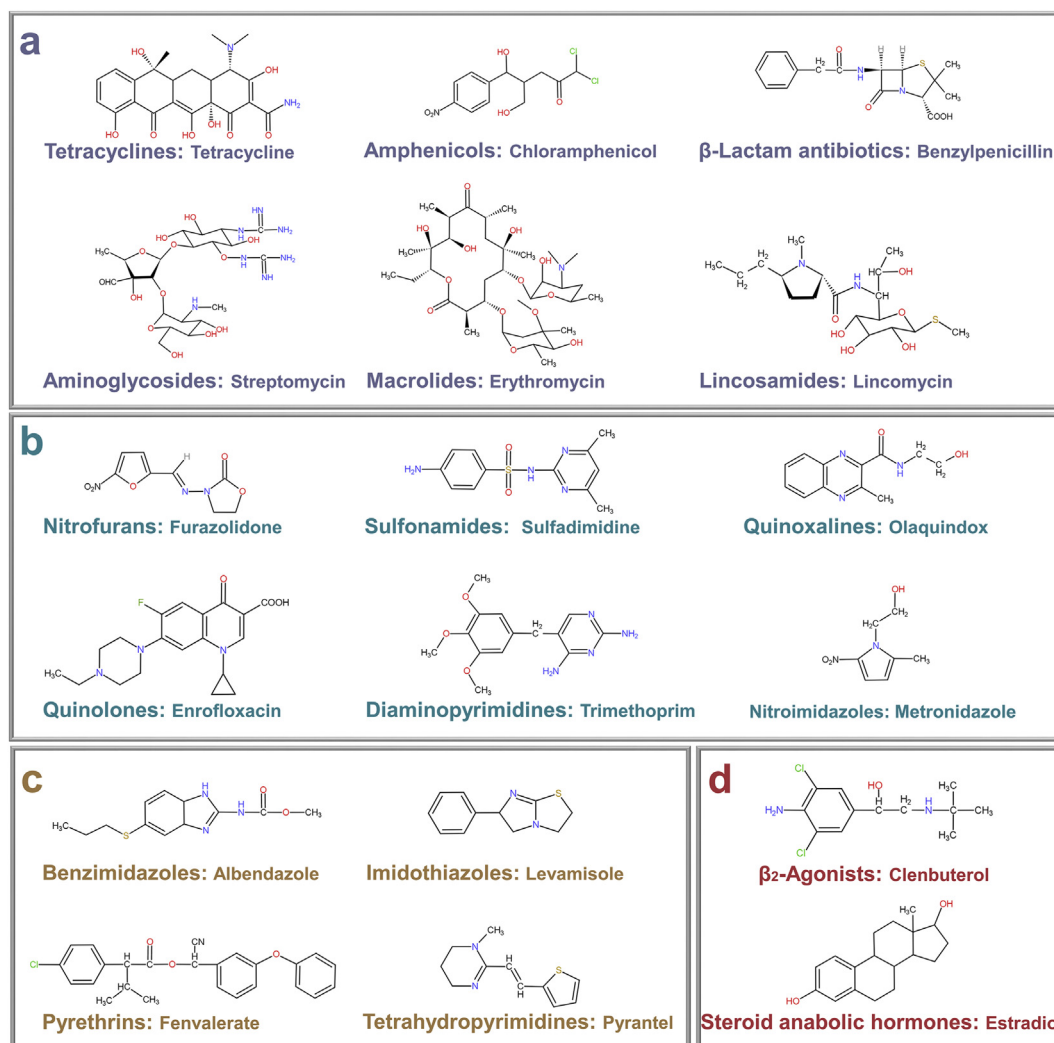 a
Tetracyclines: Tetracycline
Amphenicols: Chloramphenicol
β-Lactam antibiotics: Benzylpenicillin
Aminoglycosides: Streptomycin
Macrolides: Erythromycin
Lincosamides: Lincomycin
b
Nitrofurans: Furazolidone
Sulfonamides: Sulfadimidine
Quinoxalines: Olaquindox
Quinolones: Enrofloxacin
Diaminopyrimidines: Trimethoprim
Nitroimidazoles: Metronidazole
c
Benzimidazoles: Albendazole
Imidothiazoles: Levamisole
Pyrethrins: Fenvalerate
Tetrahydropyrimidines: Pyrantel
d
β₂-Agonists: Clenbuterol
Steroid anabolic hormones: Estradio